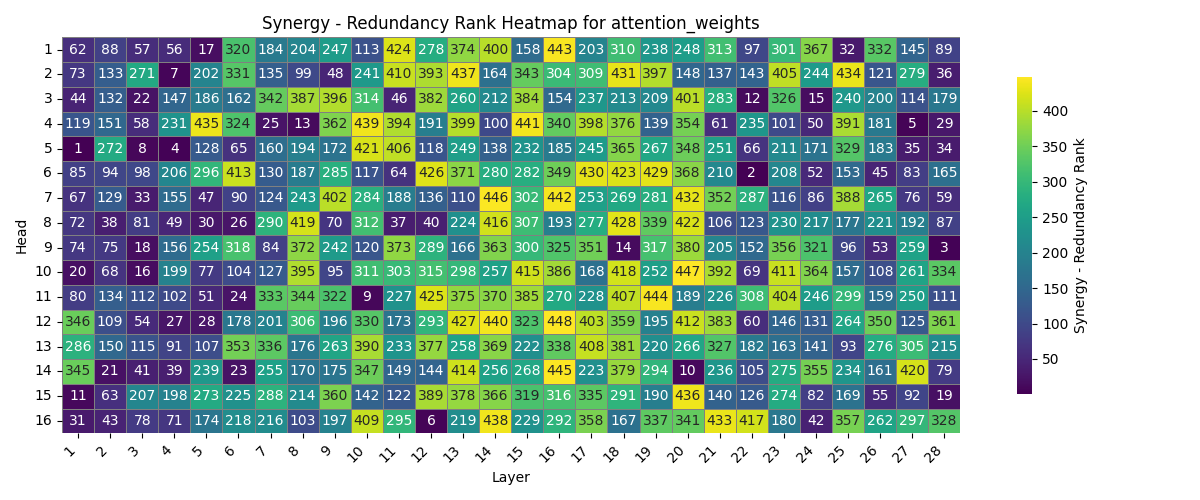 Synergy - Redundancy Rank Heatmap for attention_weights
1 62 88 57 56 17 320 184 204 247 113 424 278 374 400 158 443 203 310 238 248 313 97 301 367 32 332 145 89
2 73 133 271 7 202 331 135 99 48 241 410 393 437 164 343 304 309 431 397 148 137 143 405 244 434 121 279 36
3 44 132 22 147 186 162 342 387 396 314 46 382 260 212 384 154 237 213 209 401 283 12 326 15 240 200 114 179
4 119 151 58 231 435 324 25 13 362 439 394 191 399 100 441 340 398 376 139 354 61 235 101 50 391 181 5 29
5 1 272 8 4 128 65 160 194 172 421 406 118 249 138 232 185 245 365 267 348 251 66 211 171 329 183 35 34
6 85 94 98 206 296 413 130 187 285 117 64 426 371 280 282 349 430 423 429 368 210 2 208 52 153 45 83 165
7 67 129 33 155 47 90 124 243 402 284 188 136 110 446 302 442 253 269 281 432 352 287 116 86 388 265 76 59
8 72 38 81 49 30 26 290 419 70 312 37 40 224 416 307 193 277 428 339 422 106 123 230 217 177 221 192 87
9 74 75 18 156 254 318 84 372 242 120 373 289 166 363 300 325 351 14 317 380 205 152 356 321 96 53 259 3
10 20 68 16 199 77 104 127 395 95 311 303 315 298 257 415 386 168 418 252 447 392 69 411 364 157 108 261 334
11 80 134 112 102 51 24 333 344 322 9 227 425 375 370 385 270 228 407 444 189 226 308 404 246 299 159 250 111
12 346 109 54 27 28 178 201 306 196 330 173 293 427 440 323 448 403 359 195 412 383 60 146 131 264 350 125 361
13 286 150 115 91 107 353 336 176 263 390 233 377 258 369 222 338 408 381 220 266 327 182 163 141 93 276 305 215
14 345 21 41 39 239 23 255 170 175 347 149 144 414 256 268 445 223 379 294 10 236 105 275 355 234 161 420 79
15 11 63 207 198 273 225 288 214 360 142 122 389 378 366 319 316 335 291 190 436 140 126 274 82 169 55 92 19
16 31 43 78 71 174 218 216 103 197 409 295 6 219 438 229 292 358 167 337 341 433 417 180 42 357 262 297 328
1 2 3 4 5 6 7 8 9 10 11 12 13 14 15 16 17 18 19 20 21 22 23 24 25 26 27 28
Layer
Head
400
350
300
250
200
150
100
50
Synergy - Redundancy Rank